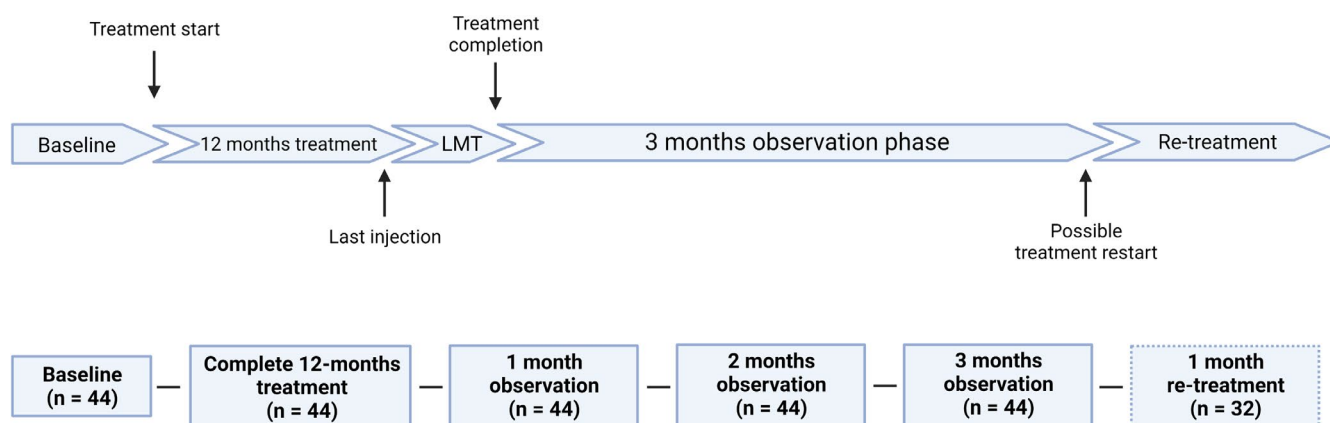 Treatment start
Treatment
completion
Baseline
12 months treatment
LMT
3 months observation phase
Re-treatment
Last injection
Possible
treatment restart
Baseline
(n = 44)
Complete 12-months
treatment
(n = 44)
1 month
observation
(n = 44)
2 months
observation
(n = 44)
3 months
observation
(n = 44)
1 month
re-treatment
(n = 32)